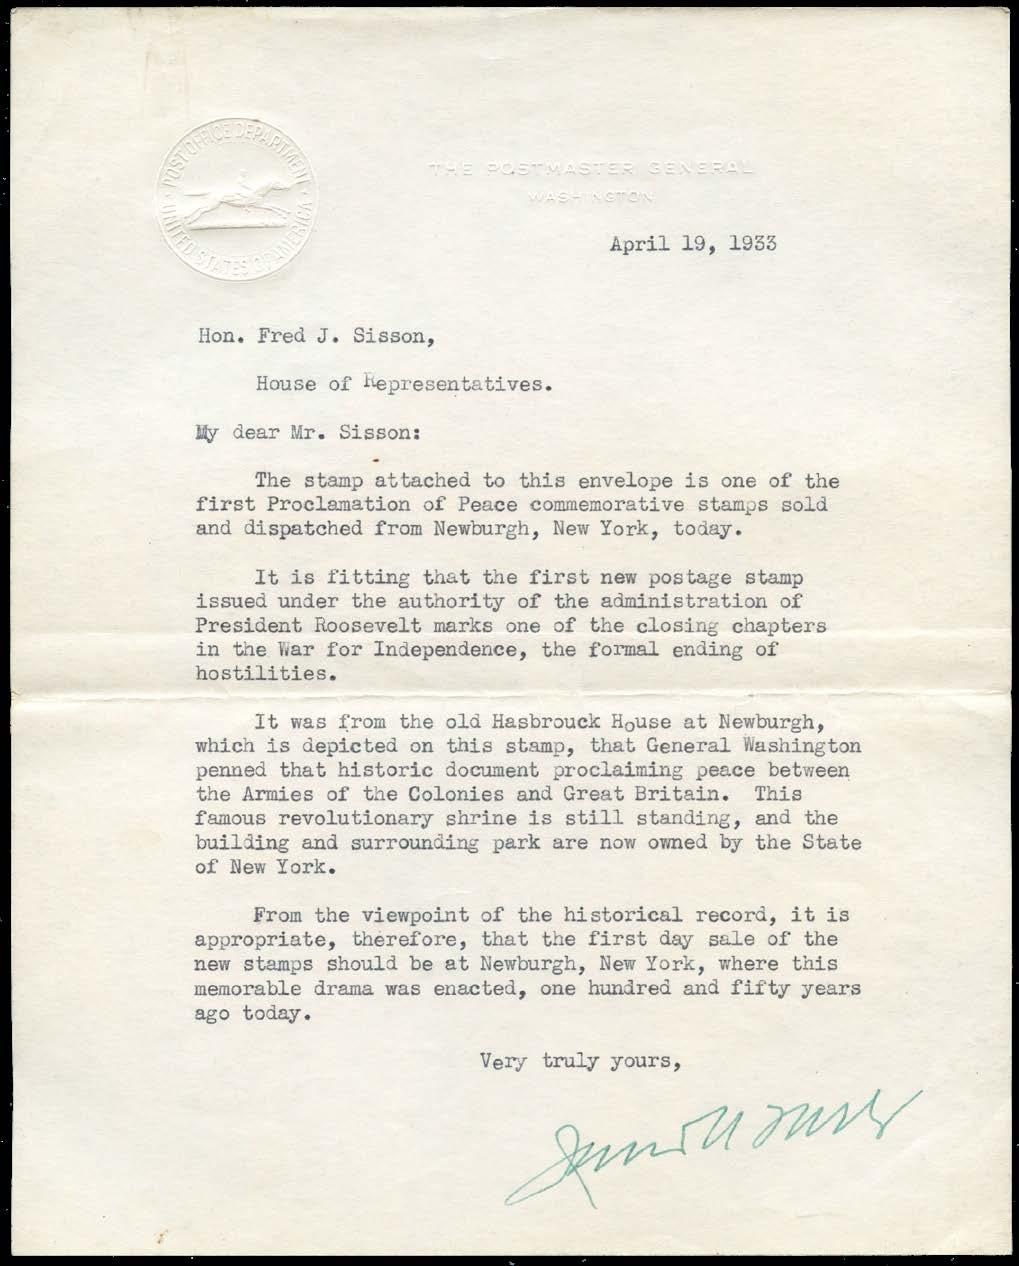 POST OFFICE DEPARTMENT
UNITED STATES OF AMERICA
THE POSTMASTER GENERAL
WASHINGTON
April 19, 1933
Hon. Fred J. Sisson,
House of Representatives.
My dear Mr. Sisson:
The stamp attached to this envelope is one of the
first Proclamation of Peace commemorative stamps sold
and dispatched from Newburgh, New York, today.
It is fitting that the first new postage stamp
issued under the authority of the administration of
President Roosevelt marks one of the closing chapters
in the War for Independence, the formal ending of
hostilities.
It was from the old Hasbrouck House at Newburgh,
which is depicted on this stamp, that General Washington
penned that historic document proclaiming peace between
the Armies of the Colonies and Great Britain.  This
famous revolutionary shrine is still standing, and the
building and surrounding park are now owned by the State
of New York.
From the viewpoint of the historical record, it is
appropriate, therefore, that the first day sale of the
new stamps should be at Newburgh, New York, where this
memorable drama was enacted, one hundred and fifty years
ago today.
Very truly yours,